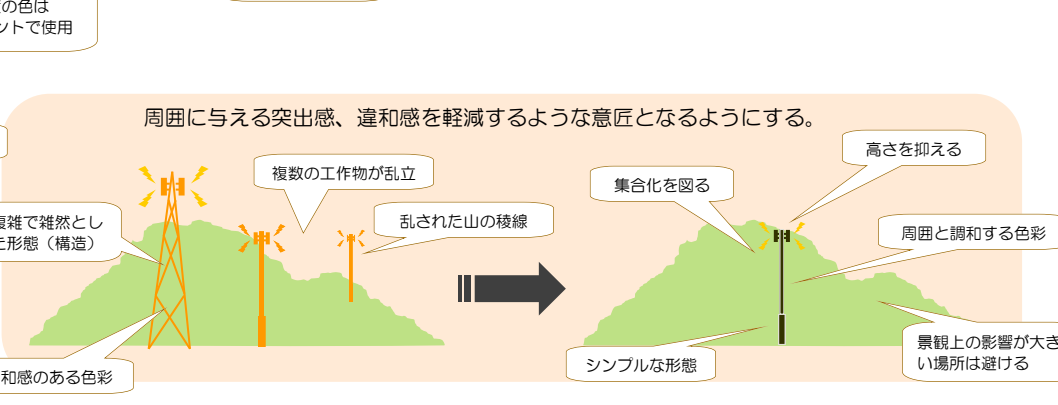 の色は
ントで使用
周囲に与える突出感、違和感を軽減するような意匠となるようにする。
高さを抑える
複数の工作物が乱立
集合化を図る
乱された山の稜線
複雑で雑然とし
た形態（構造）
周囲と調和する色彩
景観上の影響が大き
い場所は避ける
シンプルな形態
和感のある色彩